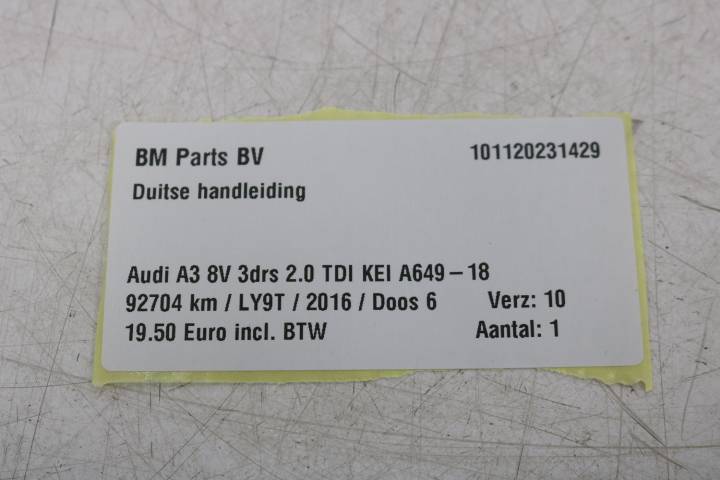 BM Parts BV 101120231429
Duitse handleiding
Audi A3 8V 3drs 2.0 TDI KEI A649-18
92704 km / LY9T / 2016 / Doos 6 Verz: 10
19.50 Euro incl. BTW Aantal: 1